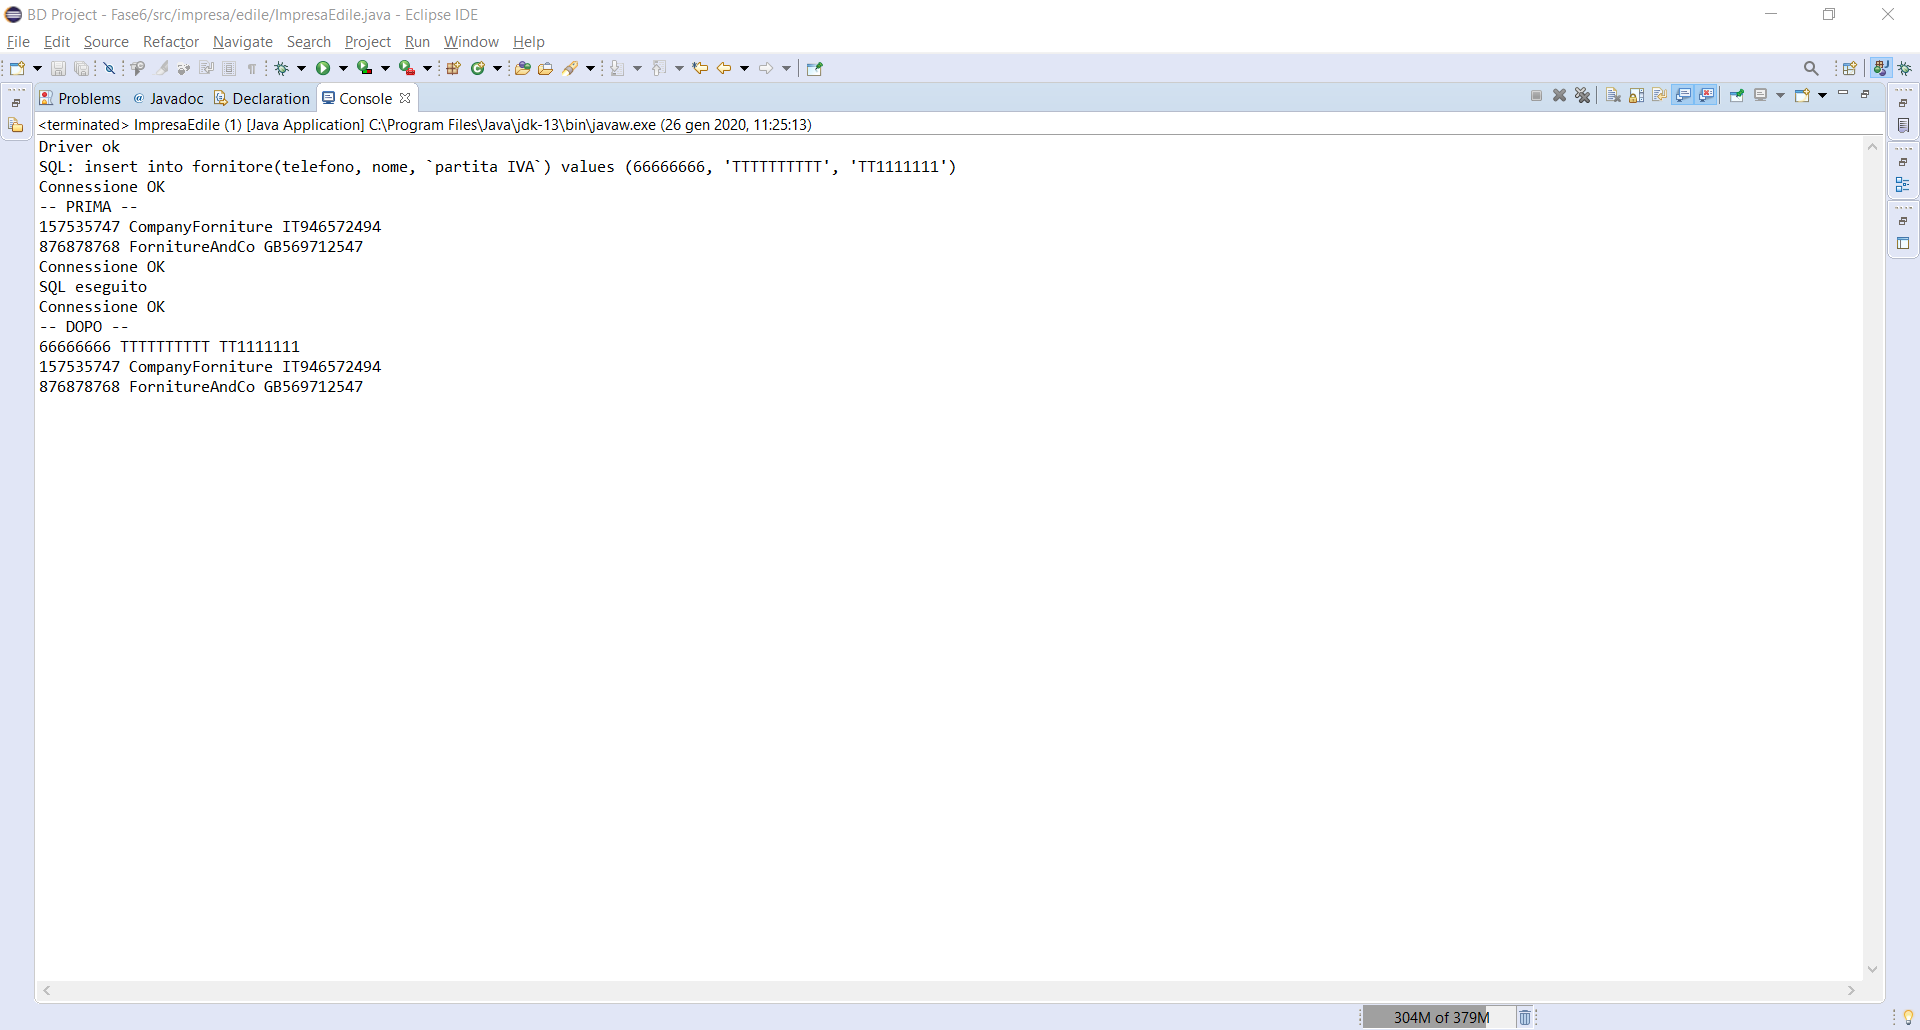 BD Project - Fase6/src/impresa/edile/ImpresaEdile.java - Eclipse IDE
File Edit Source Refactor Navigate Search Project Run Window Help
Problems @ Javadoc Declaration Console
<terminated> ImpresaEdile (1) [Java Application] C:\Program Files\Java\jdk-13\bin\javaw.exe (26 gen 2020, 11:25:13)
Driver ok
SQL: insert into fornitore(telefono, nome, `partita IVA`) values (66666666, 'TTTTTTTTTT', 'TT1111111')
Connessione OK
-- PRIMA --
157535747 CompanyForniture IT946572494
876878768 FornitureAndCo GB569712547
Connessione OK
SQL eseguito
Connessione OK
-- DOPO --
66666666 TTTTTTTTTT TT1111111
157535747 CompanyForniture IT946572494
876878768 FornitureAndCo GB569712547
304M of 379M